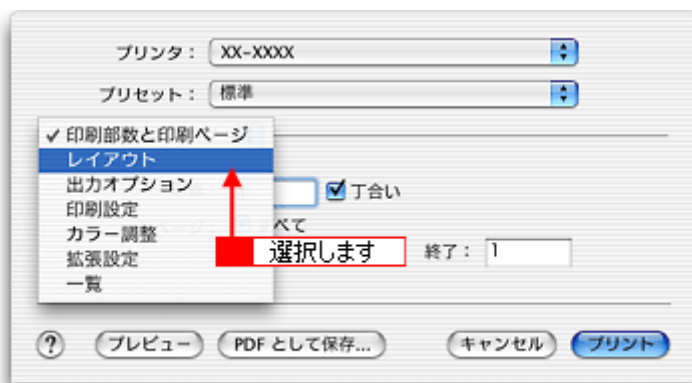 プリンタ： XX-XXXX
プリセット： 標準
✓ 印刷部数と印刷ページ
レイアウト
出力オプション
丁合い
印刷設定
べて
カラー調整
選択します
終了： 1
拡張設定
一覧
? プレビュー PDF として保存... キャンセル プリント